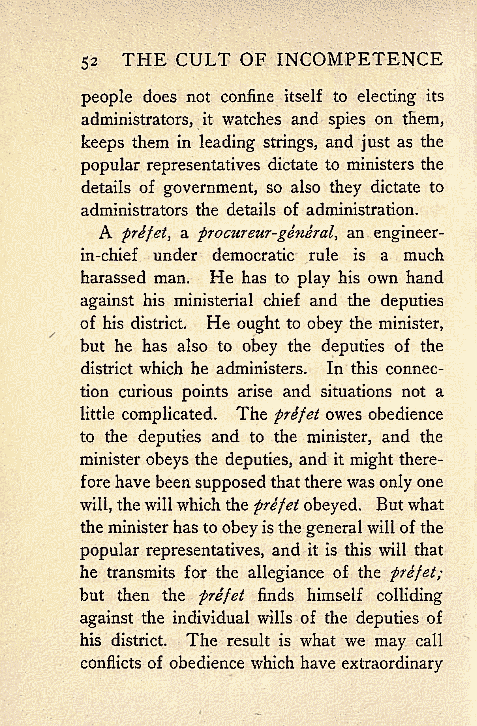 52 THE CULT OF INCOMPETENCE
people does not confine itself to electing its
administrators, it watches and spies on them,
keeps them in leading strings, and just as the
popular representatives dictate to ministers the
details of government, so also they dictate to
administrators the details of administration.
A préfet, a procureur-général, an engineer-
in-chief under democratic rule is a much
harassed man. He has to play his own hand
against his ministerial chief and the deputies
of his district. He ought to obey the minister,
but he has also to obey the deputies of the
district which he administers. In this connec-
tion curious points arise and situations not a
little complicated. The préfet owes obedience
to the deputies and to the minister, and the
minister obeys the deputies, and it might there-
fore have been supposed that there was only one
will, the will which the préfet obeyed. But what
the minister has to obey is the general will of the
popular representatives, and it is this will that
he transmits for the allegiance of the préfet;
but then the préfet finds himself colliding
against the individual wills of the deputies of
his district. The result is what we may call
conflicts of obedience which have extraordinary